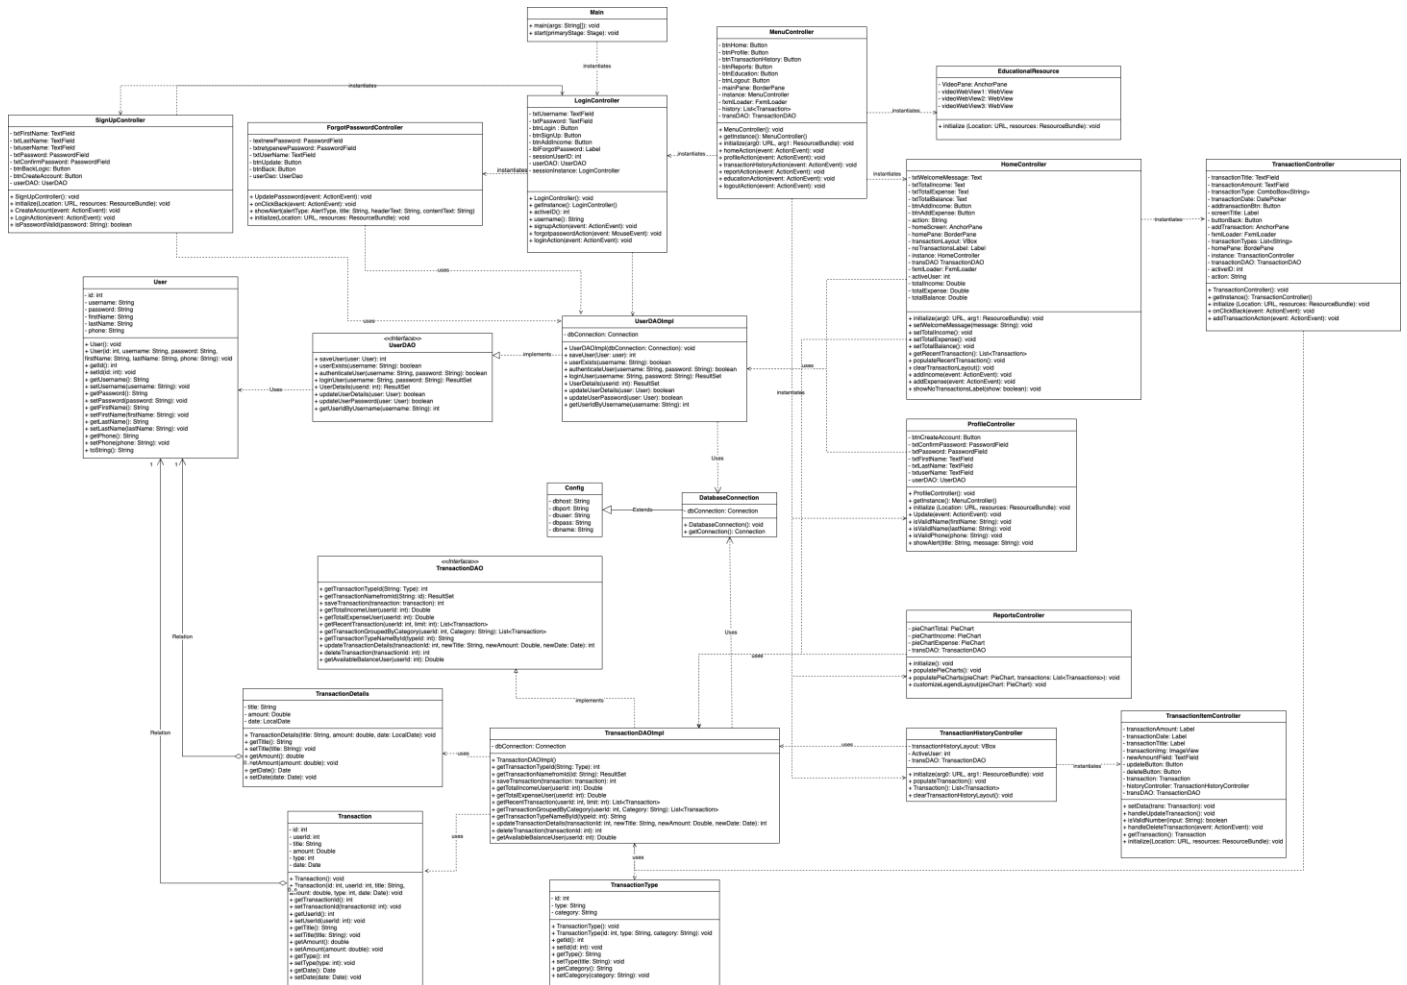 Main
+ main(args: String[]): void
+ start(primaryStage: Stage): void
instantiates
MenuController
- btnHome: Button
- btnProfile: Button
- btnTransactionHistory: Button
- btnReports: Button
- btnEducation: Button
- btnLogout: Button
- mainPane: BorderPane
- instance: MenuController
- fxmlLoader: FxmlLoader
- history: List<Transaction>
- transDAO: TransactionDAO
+ MenuController(): void
+ getInstance(): MenuController()
+ initialize(arg0: URL, arg1: ResourceBundle): void
+ homeAction(event: ActionEvent): void
+ profileAction(event: ActionEvent): void
+ transactionHistoryAction(event: ActionEvent): void
+ reportAction(event: ActionEvent): void
+ educationAction(event: ActionEvent): void
+ logoutAction(event: ActionEvent): void
instantiates
EducationalResource
- VideoPane: AnchorPane
- videoWebView1: WebView
- videoWebView2: WebView
- videoWebView3: WebView
+ initialize (Location: URL, resources: ResourceBundle): void
instantiates
LoginController
- txtUsername: TextField
- txtPassword: TextField
- btnLogin : Button
- btnSignUp: Button
- btnAddIncome: Button
- lblForgotPassword: Label
- sessionUserID: int
- userDAO: UserDAO
- sessionInstance: LoginController
+ LoginController(): void
+ getInstance(): LoginController()
+ activeID(): int
+ username(): String
+ signupAction(event: ActionEvent): void
+ forgotpasswordAction(event: MouseEvent): void
+ loginAction(event: ActionEvent): void
SignUpController
- txtFirstName: TextField
- txtLastName: TextField
- txtuserName: TextField
- txtPassword: PasswordField
- txtConfirmPassword: PasswordField
- btnBackLogic: Button
- btnCreateAccount: Button
- userDAO: UserDAO
+ SignUpController(): void
+ initialize(Location: URL, resources: ResourceBundle): void
+ CreateAccount(event: ActionEvent): void
+ LoginAction(event: ActionEvent): void
+ isPasswordValid(password: String): boolean
ForgotPasswordController
- textnewPassword: PasswordField
- txtretypenewPassword: PasswordField
- txtUserName: TextField
- btnUpdate: Button
- btnBack: Button
- userDao: UserDao
+ UpdatePassword(event: ActionEvent): void
+ onClickBack(event: ActionEvent): void
+ showAlert(alertType: AlertType, title: String, headerText: String, contentText: String)
+ initialize(Location: URL, resources: ResourceBundle): void
instantiates
instantiates
instantiates
HomeController
- txtWelcomeMessage: Text
- txtTotalIncome: Text
- txtTotalExpense: Text
- txtTotalBalance: Text
- btnAddIncome: Button
- btnAddExpense: Button
- action: String
- homeScreen: AnchorPane
- homePane: BorderPane
- transactionLayout: VBox
- noTransactionsLabel: Label
- instance: HomeController
- transDAO: TransactionDAO
- fxmlLoader: FxmlLoader
- activeUser: int
- totalIncome: Double
- totalExpense: Double
- totalBalance: Double
+ initialize(arg0: URL, arg1: ResourceBundle): void
+ setWelcomeMessage(message: String): void
+ setTotalIncome(): void
+ setTotalExpense(): void
+ setTotalBalance(): void
+ getRecentTransaction(): List<Transaction>
+ populateRecentTransaction(): void
+ clearTransactionLayout(): void
+ addIncome(event: ActionEvent): void
+ addExpense(event: ActionEvent): void
+ showNoTransactionsLabel(show: boolean): void
instantiates
TransactionController
- transactionTitle: TextField
- transactionAmount: TextField
- transactionType: ComboBox<String>
- transactionDate: DatePicker
- addtransactionBtn: Button
- screenTitle: Label
- buttonBack: Button
- addTransaction: AnchorPane
- fxmlLoader: FxmlLoader
- transactionTypes: List<String>
- homePane: BordePane
- instance: TransactionController
- transactionDAO: TransactionDAO
- activeID: int
- action: String
+ TransactionController(): void
+ getInstance(): TransactionController()
+ initialize (Location: URL, resources: ResourceBundle): void
+ onClickBack(event: ActionEvent): void
+ addTransactionAction(event: ActionEvent): void
uses
uses
User
- id: int
- username: String
- password: String
- firstName: String
- lastName: String
- phone: String
+ User(): void
+ User(id: int, username: String, password: String,
firstName: String, lastName: String, phone: String): void
+ getId(): int
+ setId(id: int): void
+ getUsername(): String
+ setUsername(username: String): void
+ getPassword(): String
+ setPassword(password: String): void
+ getFirstName(): String
+ setFirstName(firstName: String): void
+ getLastName(): String
+ setLastName(lastName: String): void
+ getPhone(): String
+ setPhone(phone: String): void
+ toString(): String
1
1
Uses
<<Interface>>
UserDAO
+ saveUser(user: User): int
+ userExists(username: String): boolean
+ authenticateUser(username: String, password: String): boolean
+ loginUser(username: String, password: String): ResultSet
+ UserDetails(userId: int): ResultSet
+ updateUserDetails(user: User): boolean
+ updateUserPassword(user: User): boolean
+ getUserIdByUsername(username: String): int
implements
UserDAOImpl
- dbConnection: Connection
+ UserDAOImpl(dbConnection: Connection): void
+ saveUser(User: user): int
+ userExists(username: String): boolean
+ authenticateUser(username: String, password: String): boolean
+ loginUser(username: String, password: String): ResultSet
+ UserDetails(userId: int): ResultSet
+ updateUserDetails(user: User): boolean
+ updateUserPassword(user: User): boolean
+ getUserIdByUsername(username: String): int
uses
instantiates
ProfileController
- btnCreateAccount: Button
- txtConfirmPassword: PasswordField
- txtPassword: PasswordField
- txtFirstName: TextField
- txtLastName: TextField
- txtuserName: TextField
- userDAO: UserDAO
+ ProfileController(): void
+ getInstance(): MenuController()
+ initialize (Location: URL, resources: ResourceBundle): void
+ Update(event: ActionEvent): void
+ isValidfName(firstName: String): void
+ isValidlName(lastName: String): void
+ isValidPhone(phone: String): void
+ showAlert(title: String, message: String): void
Uses
Config
- dbhost: String
- dbport: String
- dbuser: String
- dbpass: String
- dbname: String
Extends
DatabaseConnection
- dbConnection: Connection
+ DatabaseConnection(): void
+ getConnection(): Connection
<<Interface>>
TransactionDAO
+ getTransactionTypeId(String: Type): int
+ getTransactionNamefromId(String: id): ResultSet
+ saveTransaction(transaction: transaction): int
+ getTotalIncomeUser(userId: int): Double
+ getTotalExpenseUser(userId: int): Double
+ getRecentTransaction(userId: int, limit: int): List<Transaction>
+ getTransactionGroupedByCategory(userId: int, Category: String): List<Transaction>
+ getTransactionTypeNameById(typeId: int): String
+ updateTransactionDetails(transactionId: int, newTitle: String, newAmount: Double, newDate: Date): int
+ deleteTransaction(transactionId: int): int
+ getAvailableBalanceUser(userId: int): Double
Relation
Relation
Uses
uses
implements
ReportsController
- pieChartTotal: PieChart
- pieChartIncome: PieChart
- pieChartExpense: PieChart
- transDAO: TransactionDAO
+ initialize(): void
+ populatePieCharts(): void
+ populatePieCharts(pieChart: PieChart, transactions: List<Transactions>): void
+ customizeLegendLayout(pieChart: PieChart): void
TransactionDetails
- title: String
- amount: Double
- date: LocalDate
+ TransactionDetails(title: String, amount: double, date: LocalDate): void
+ getTitle(): String
+ setTitle(title: String): void
+ getAmount(): double
setAmount(amount: double): void
+ getDate(): Date
+ setDate(date: Date): void
uses
TransactionDAOImpl
- dbConnection: Connection
+ TransactionDAOImpl()
+ getTransactionTypeId(String: Type): int
+ getTransactionNamefromId(id: String): ResultSet
+ saveTransaction(transaction: transaction): int
+ getTotalIncomeUser(userId: int): Double
+ getTotalExpenseUser(userId: int): Double
+ getRecentTransaction(userId: int, limit: int): List<Transaction>
+ getTransactionGroupedByCategory(userId: int, Category: String): List<Transaction>
+ getTransactionTypeNameById(typeId: int): String
+ updateTransactionDetails(transactionId: int, newTitle: String, newAmount: Double, newDate: Date): int
+ deleteTransaction(transactionId: int): int
+ getAvailableBalanceUser(userId: int): Double
uses
TransactionHistoryController
- transactionHistoryLayout: VBox
- ActiveUser: int
- transDAO: TransactionDAO
+ initialize(arg0: URL, arg1: ResourceBundle): void
+ populateTransaction(): void
+ Transaction(): List<Transaction>
+ clearTransactionHistoryLayout(): void
instantiates
TransactionItemController
- transactionAmount: Label
- transactionDate: Label
- transactionTitle: Label
- transactionImg: ImageView
- newAmountField: TextField
- updateButton: Button
- deleteButton: Button
- transaction: Transaction
- historyController: TransactionHistoryController
- transDAO: TransactionDAO
+ setData(trans: Transaction): void
+ handleUpdateTransaction(): void
+ isValidNumber(input: String): boolean
+ handleDeleteTransaction(event: ActionEvent): void
+ getTransaction(): Transaction
+ initialize(Location: URL, resources: ResourceBundle): void
Transaction
- id: int
- userId: int
- title: String
- amount: Double
- type: int
- date: Date
+ Transaction(): void
+ Transaction(id: int, userId: int, title: String,
amount: double, type: int, date: Date): void
+ getTransactionId(): int
+ setTransactionId(transactionId: int): void
+ getUserId(): int
+ setUserId(userId: int): void
+ getTitle(): String
+ setTitle(title: String): void
+ getAmount(): double
+ setAmount(amount: double): void
+ getType(): int
+ setType(type: int): void
+ getDate(): Date
+ setDate(date: Date): void
uses
uses
TransactionType
- id: int
- type: String
- category: String
+ TransactionType(): void
+ TransactionType(id: int, type: String, category: String): void
+ getId(): int
+ setId(id: int): void
+ getType(): String
+ setType(title: String): void
+ getCategory(): String
+ setCategory(category: String): void